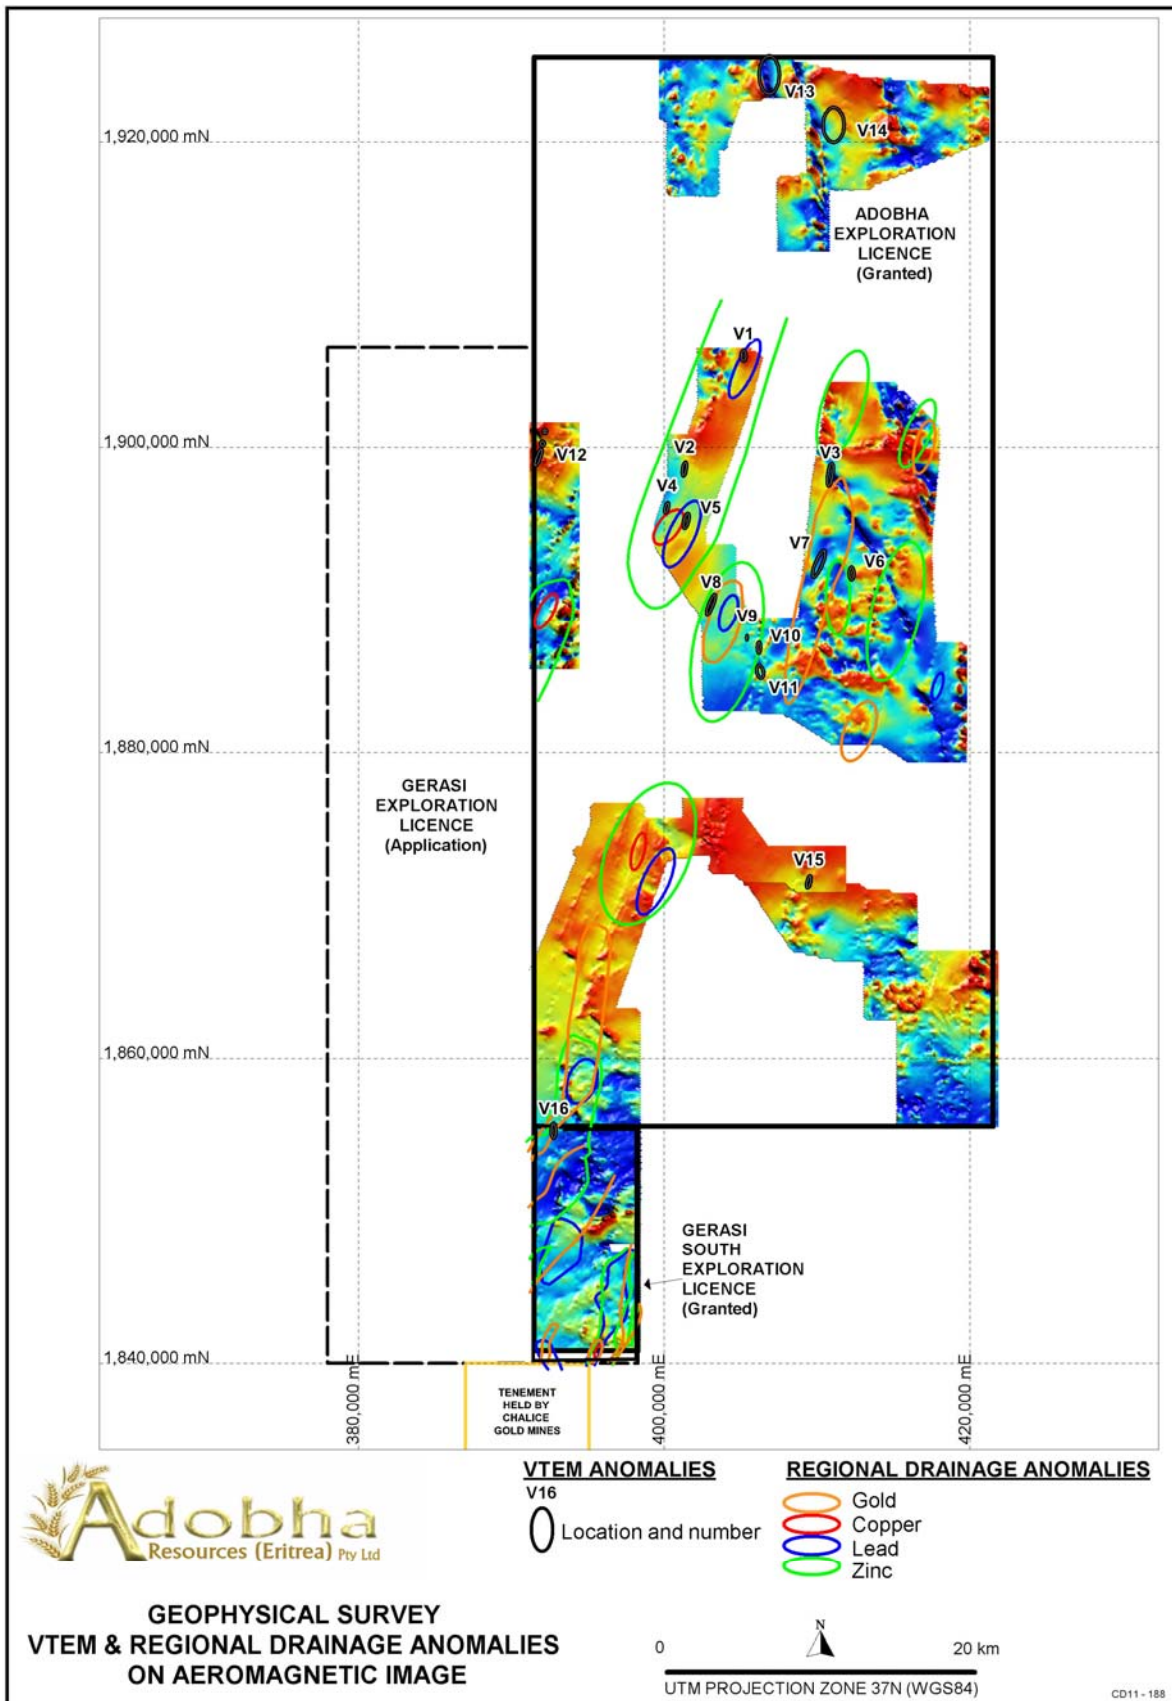 V13
1,920,000 mN
V14
ADOBHA
EXPLORATION
LICENCE
(Granted)
V1
1,900,000 mN
V12
V2
V3
V4
V5
V7
V6
V8
V9
V10
V11
1,880,000 mN
GERASI
EXPLORATION
LICENCE
(Application)
V15
1,860,000 mN
V16
GERASI
SOUTH
EXPLORATION
LICENCE
(Granted)
1,840,000 mN
380,000 mE
400,000 mE
420,000 mE
TENEMENT
HELD BY
CHALICE
GOLD MINES
Adobha
Resources (Eritrea) Pty Ltd
VTEM ANOMALIES
V16
Location and number
REGIONAL DRAINAGE ANOMALIES
Gold
Copper
Lead
Zinc
GEOPHYSICAL SURVEY
VTEM & REGIONAL DRAINAGE ANOMALIES
ON AEROMAGNETIC IMAGE
N
0 20 km
UTM PROJECTION ZONE 37N (WGS84)
CD11 - 188